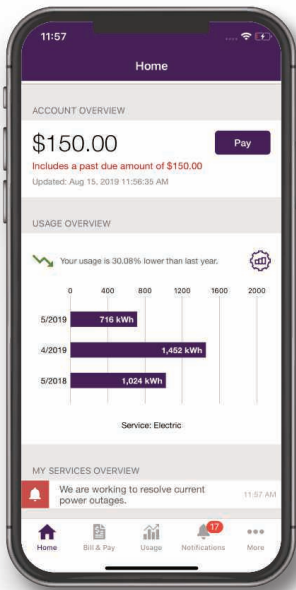 11:57
Home
ACCOUNT OVERVIEW
$150.00
Pay
Includes a past due amount of $150.00
Updated: Aug 15, 2019 11:56:35 AM
USAGE OVERVIEW
Your usage is 30.08% lower than last year.
0 400 800 1200 1600 2000
5/2019 716 kWh
4/2019 1,452 kWh
5/2018 1,024 kWh
Service: Electric
MY SERVICES OVERVIEW
We are working to resolve current
power outages.
11:57 AM
17
Home Bill & Pay Usage Notifications More